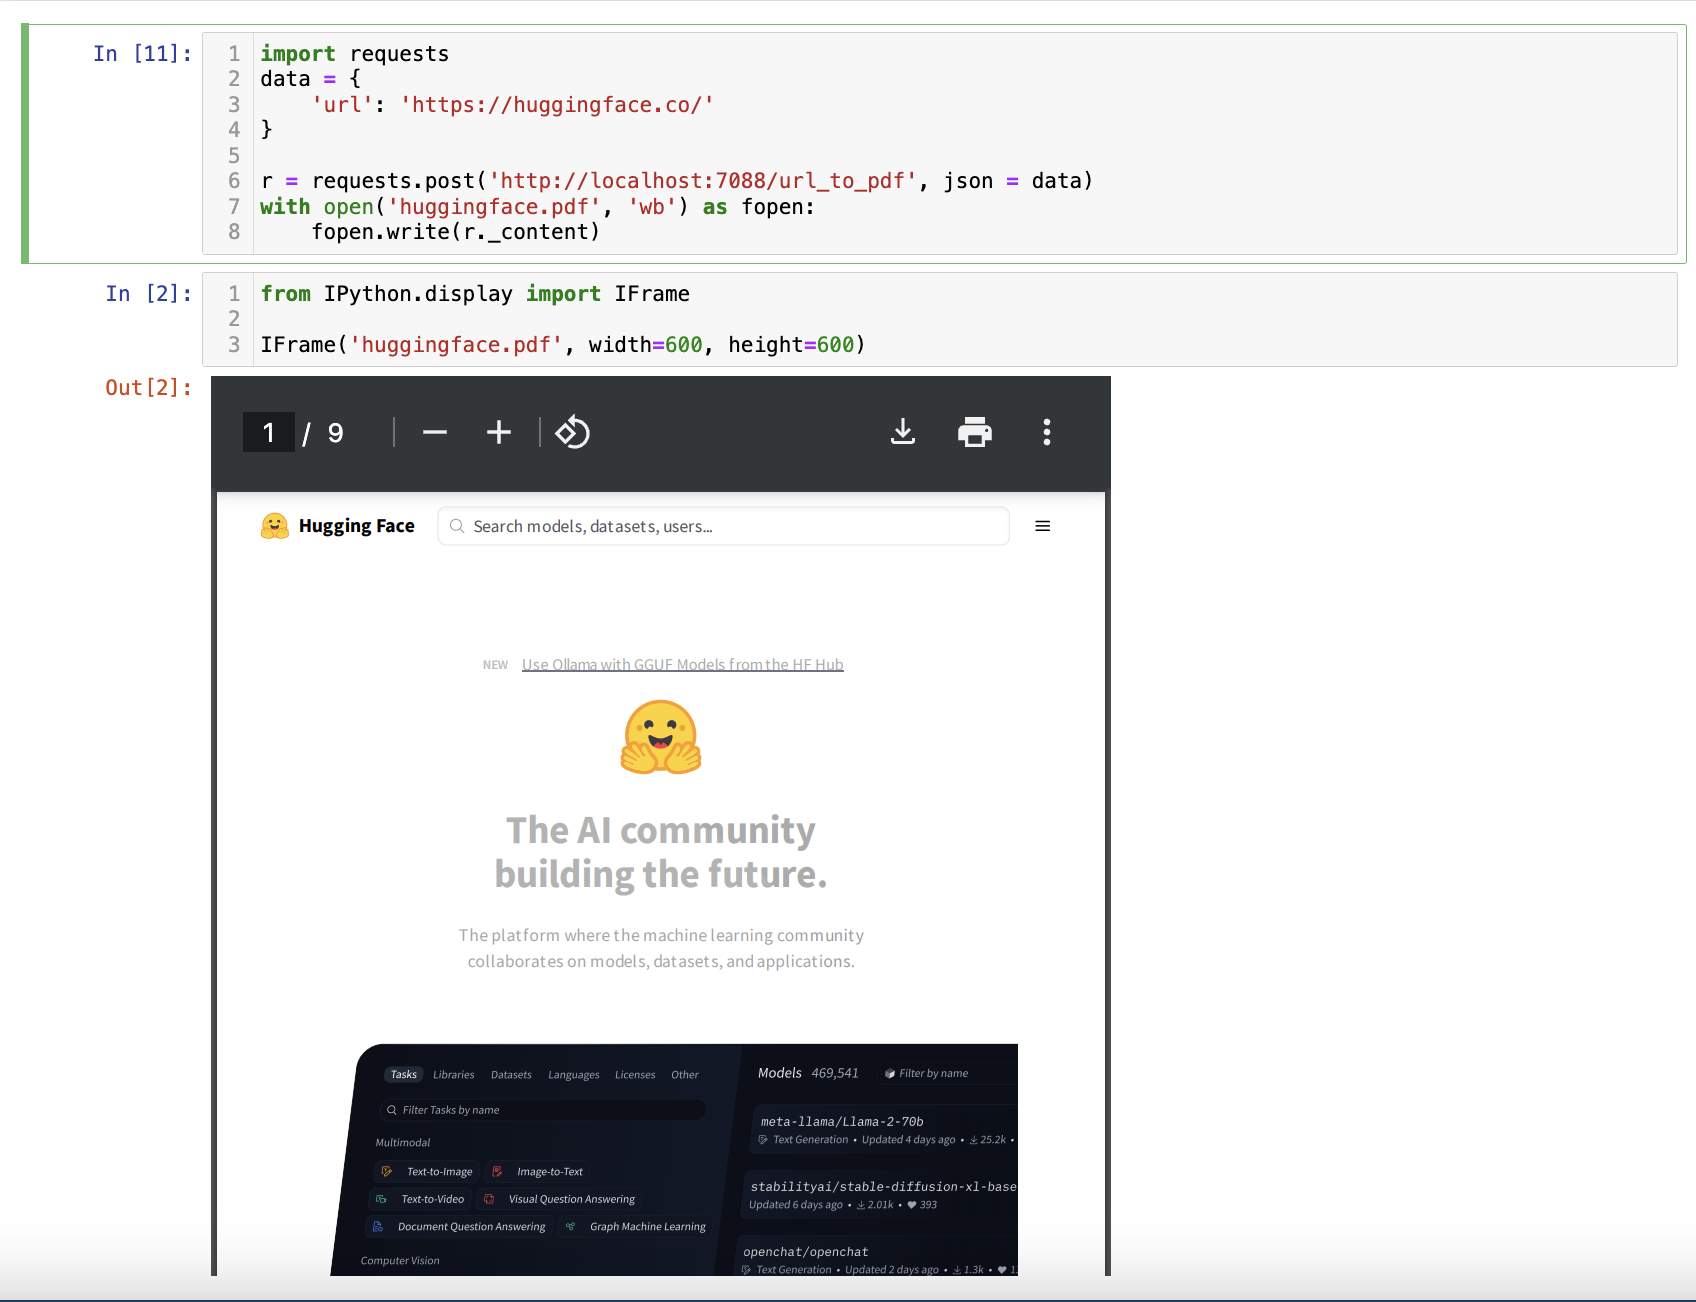 In [11]:
1 import requests
2 data = {
3     'url': 'https://huggingface.co/'
4 }
5
6 r = requests.post('http://localhost:7088/url_to_pdf', json = data)
7 with open('huggingface.pdf', 'wb') as fopen:
8     fopen.write(r._content)
In [2]:
1 from IPython.display import IFrame
2
3 IFrame('huggingface.pdf', width=600, height=600)
Out[2]:
1 / 9
Hugging Face Search models, datasets, users...
NEW Use Ollama with GGUF Models from the HF Hub
The AI community
building the future.
The platform where the machine learning community
collaborates on models, datasets, and applications.
Tasks Libraries Datasets Languages Licenses Other
Filter Tasks by name
Multimodal
Text-to-Image Image-to-Text
Text-to-Video Visual Question Answering
Document Question Answering Graph Machine Learning
Computer Vision
Models 469,541 Filter by name
meta-llama/Llama-2-70b
Text Generation • Updated 4 days ago • 25.2k •
stabilityai/stable-diffusion-xl-base
Updated 6 days ago • 2.01k • 393
openchat/openchat
Text Generation • Updated 2 days ago • 1.3k •